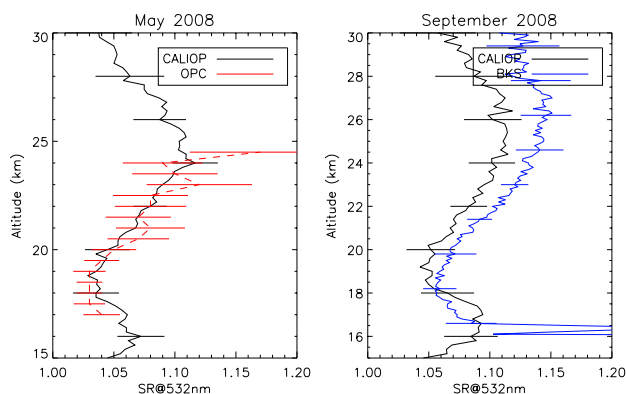 May 2008
September 2008
30
CALIOP
OPC
25
20
15
Altitude (km)
1.00
1.05
1.10
1.15
1.20
SR@532nm
30
CALIOP
BKS
28
26
24
22
20
18
16
Altitude (km)
1.00
1.05
1.10
1.15
1.20
SR@532nm